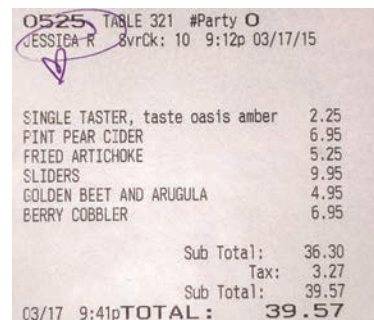 0525 TABLE 321 #Party 0
JESSICA R SvrCk: 10 9:12p 03/17/15
SINGLE TASTER, taste oasis amber 2.25
PINT PEAR CIDER 6.95
FRIED ARTICHOKE 5.25
SLIDERS 9.95
GOLDEN BEET AND ARUGULA 4.95
BERRY COBBLER 6.95
Sub Total: 36.30
Tax: 3.27
Sub Total: 39.57
03/17 9:41pTOTAL: 39.57